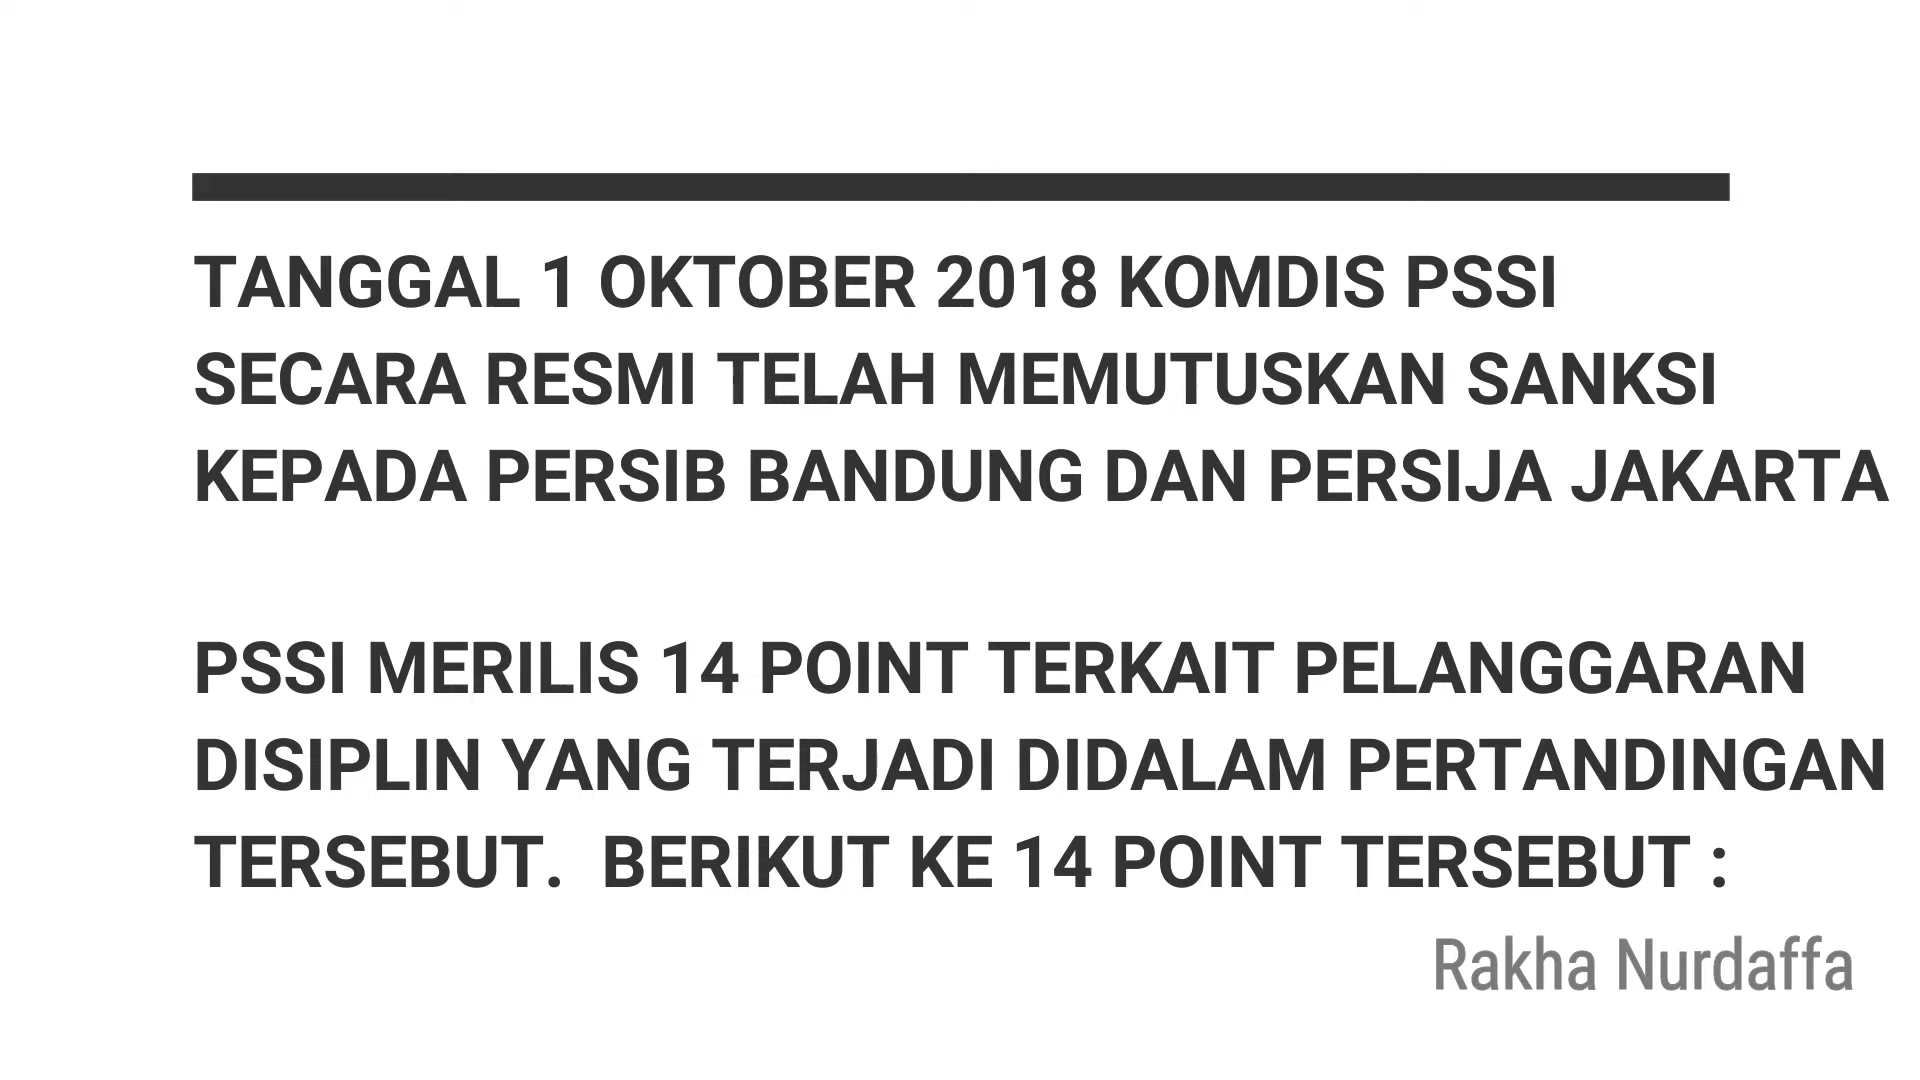 TANGGAL 1 OKTOBER 2018 KOMDIS PSSI
SECARA RESMI TELAH MEMUTUSKAN SANKSI
KEPADA PERSIB BANDUNG DAN PERSIJA JAKARTA
PSSI MERILIS 14 POINT TERKAIT PELANGGARAN
DISIPLIN YANG TERJADI DIDALAM PERTANDINGAN
TERSEBUT.  BERIKUT KE 14 POINT TERSEBUT :
Rakha Nurdaffa